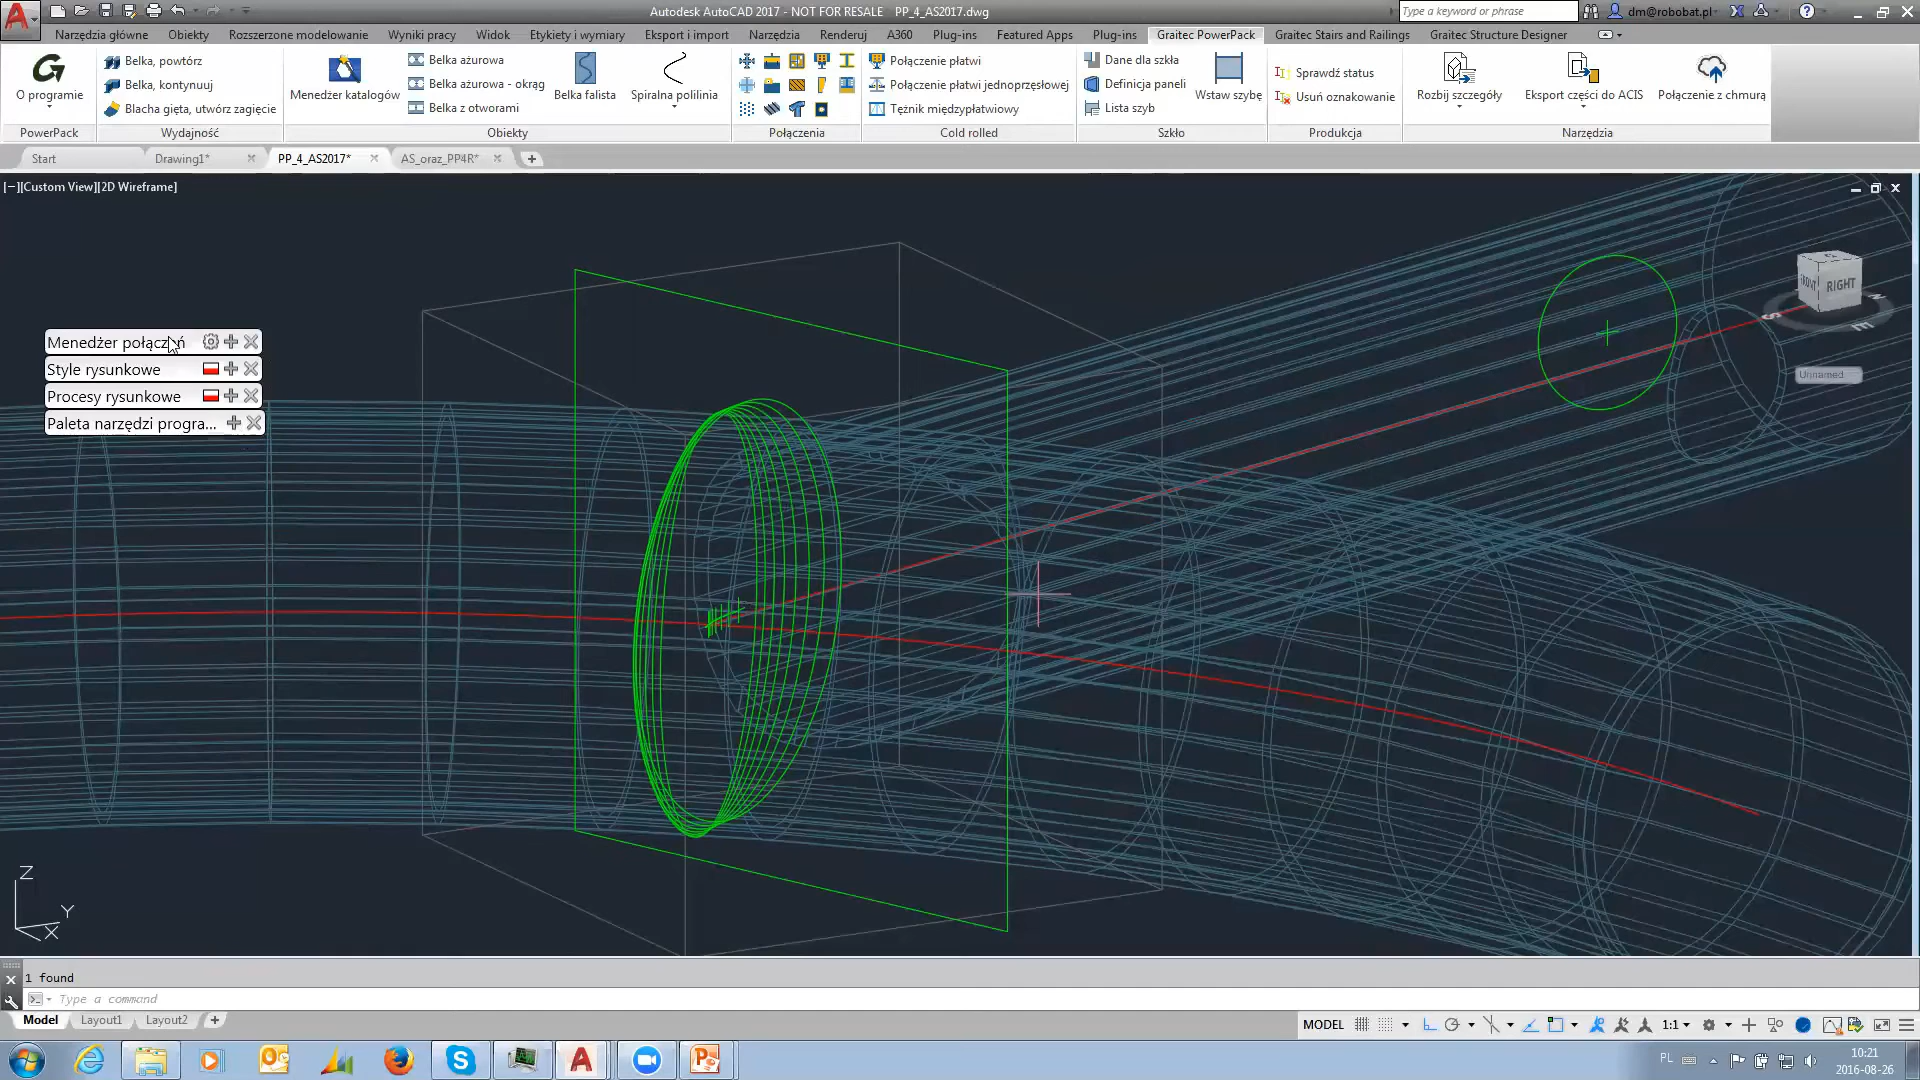 Autodesk AutoCAD 2017 - NOT FOR RESALE PP_4_AS2017.dwg
Type a keyword or phrase
dm@robobat.pl
Narzędzia główne Obiekty Rozszerzone modelowanie Wyniki pracy Widok Etykiety i wymiary Eksport i import Narzędzia Renderuj A360 Plug-ins Featured Apps Plug-ins Graitec PowerPack Graitec Stairs and Railings Graitec Structure Designer
O programie
PowerPack
Belka, powtórz
Belka, kontynuuj
Blacha gięta, utwórz zagięcie
Wydajność
Menedżer katalogów
Belka ażurowa
Belka ażurowa - okrąg
Belka z otworami
Belka falista
Spiralna polilinia
Obiekty
Połączenia
Połączenie płatwi
Połączenie płatwi jednoprzęsłowej
Tężnik międzypłatwiowy
Cold rolled
Dane dla szkła
Definicja paneli
Lista szyb
Wstaw szybę
Szkło
Sprawdź status
Usuń oznakowanie
Produkcja
Rozbij szczegóły
Eksport części do ACIS
Połączenie z chmurą
Narzędzia
Start Drawing1* PP_4_AS2017* AS_oraz_PP4R*
[−][Custom View][2D Wireframe]
FRONT RIGHT
S E N
Unnamed
Menedżer połączeń
Style rysunkowe
Procesy rysunkowe
Paleta narzędzi progra...
Z
Y
X
1 found
Type a command
Model Layout1 Layout2
MODEL 1:1
PL
10:21
2016-08-26